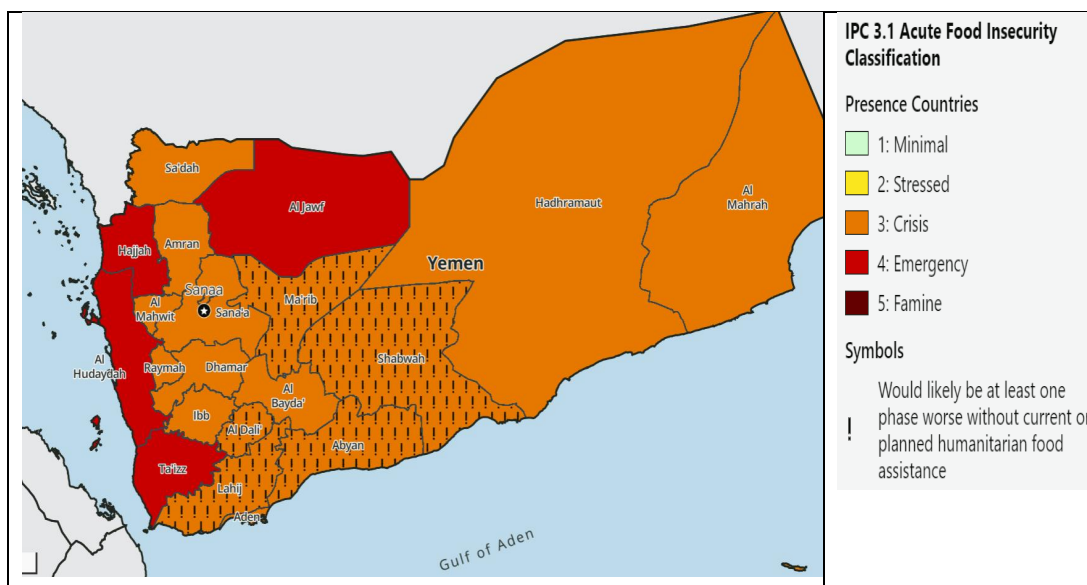 Sa'dah
Al Jawf
Hadhramaut
Al
Mahrah
Hajjah
Amran
Yemen
Sanaa
Ma'rib
Al
Mahwit
Sana'a
Al
Hudaydah
Raymah
Dhamar
Shabwah
Al
Bayda'
Ibb
Al Dali'
Abyan
Ta'izz
Lahij
Aden
Gulf of Aden
IPC 3.1 Acute Food Insecurity
Classification
Presence Countries
1: Minimal
2: Stressed
3: Crisis
4: Emergency
5: Famine
Symbols
Would likely be at least one
phase worse without current or
! planned humanitarian food
assistance